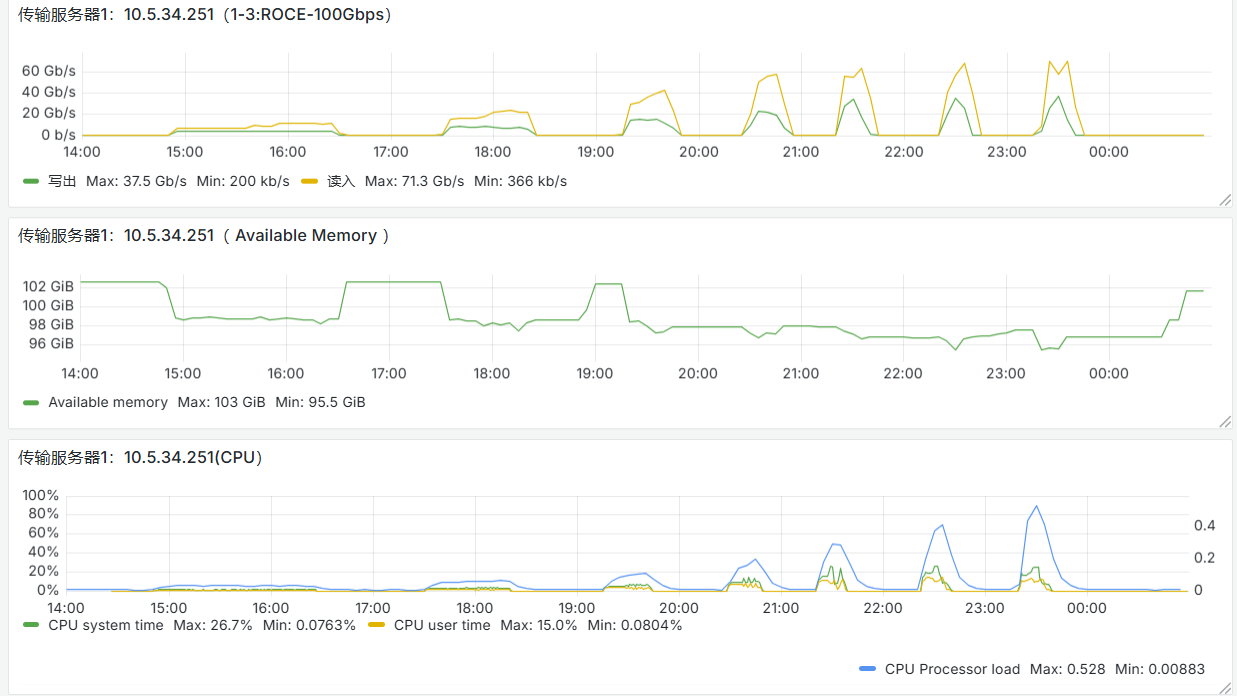 传输服务器1：10.5.34.251（1-3:ROCE-100Gbps）
60 Gb/s
40 Gb/s
20 Gb/s
0 b/s
14:00 15:00 16:00 17:00 18:00 19:00 20:00 21:00 22:00 23:00 00:00
写出 Max: 37.5 Gb/s Min: 200 kb/s 读入 Max: 71.3 Gb/s Min: 366 kb/s
传输服务器1：10.5.34.251（ Available Memory ）
102 GiB
100 GiB
98 GiB
96 GiB
14:00 15:00 16:00 17:00 18:00 19:00 20:00 21:00 22:00 23:00 00:00
Available memory Max: 103 GiB Min: 95.5 GiB
传输服务器1：10.5.34.251(CPU）
100%
80%
60%
40%
20%
0%
0.4
0.2
0
14:00 15:00 16:00 17:00 18:00 19:00 20:00 21:00 22:00 23:00 00:00
CPU system time Max: 26.7% Min: 0.0763% CPU user time Max: 15.0% Min: 0.0804%
CPU Processor load Max: 0.528 Min: 0.00883